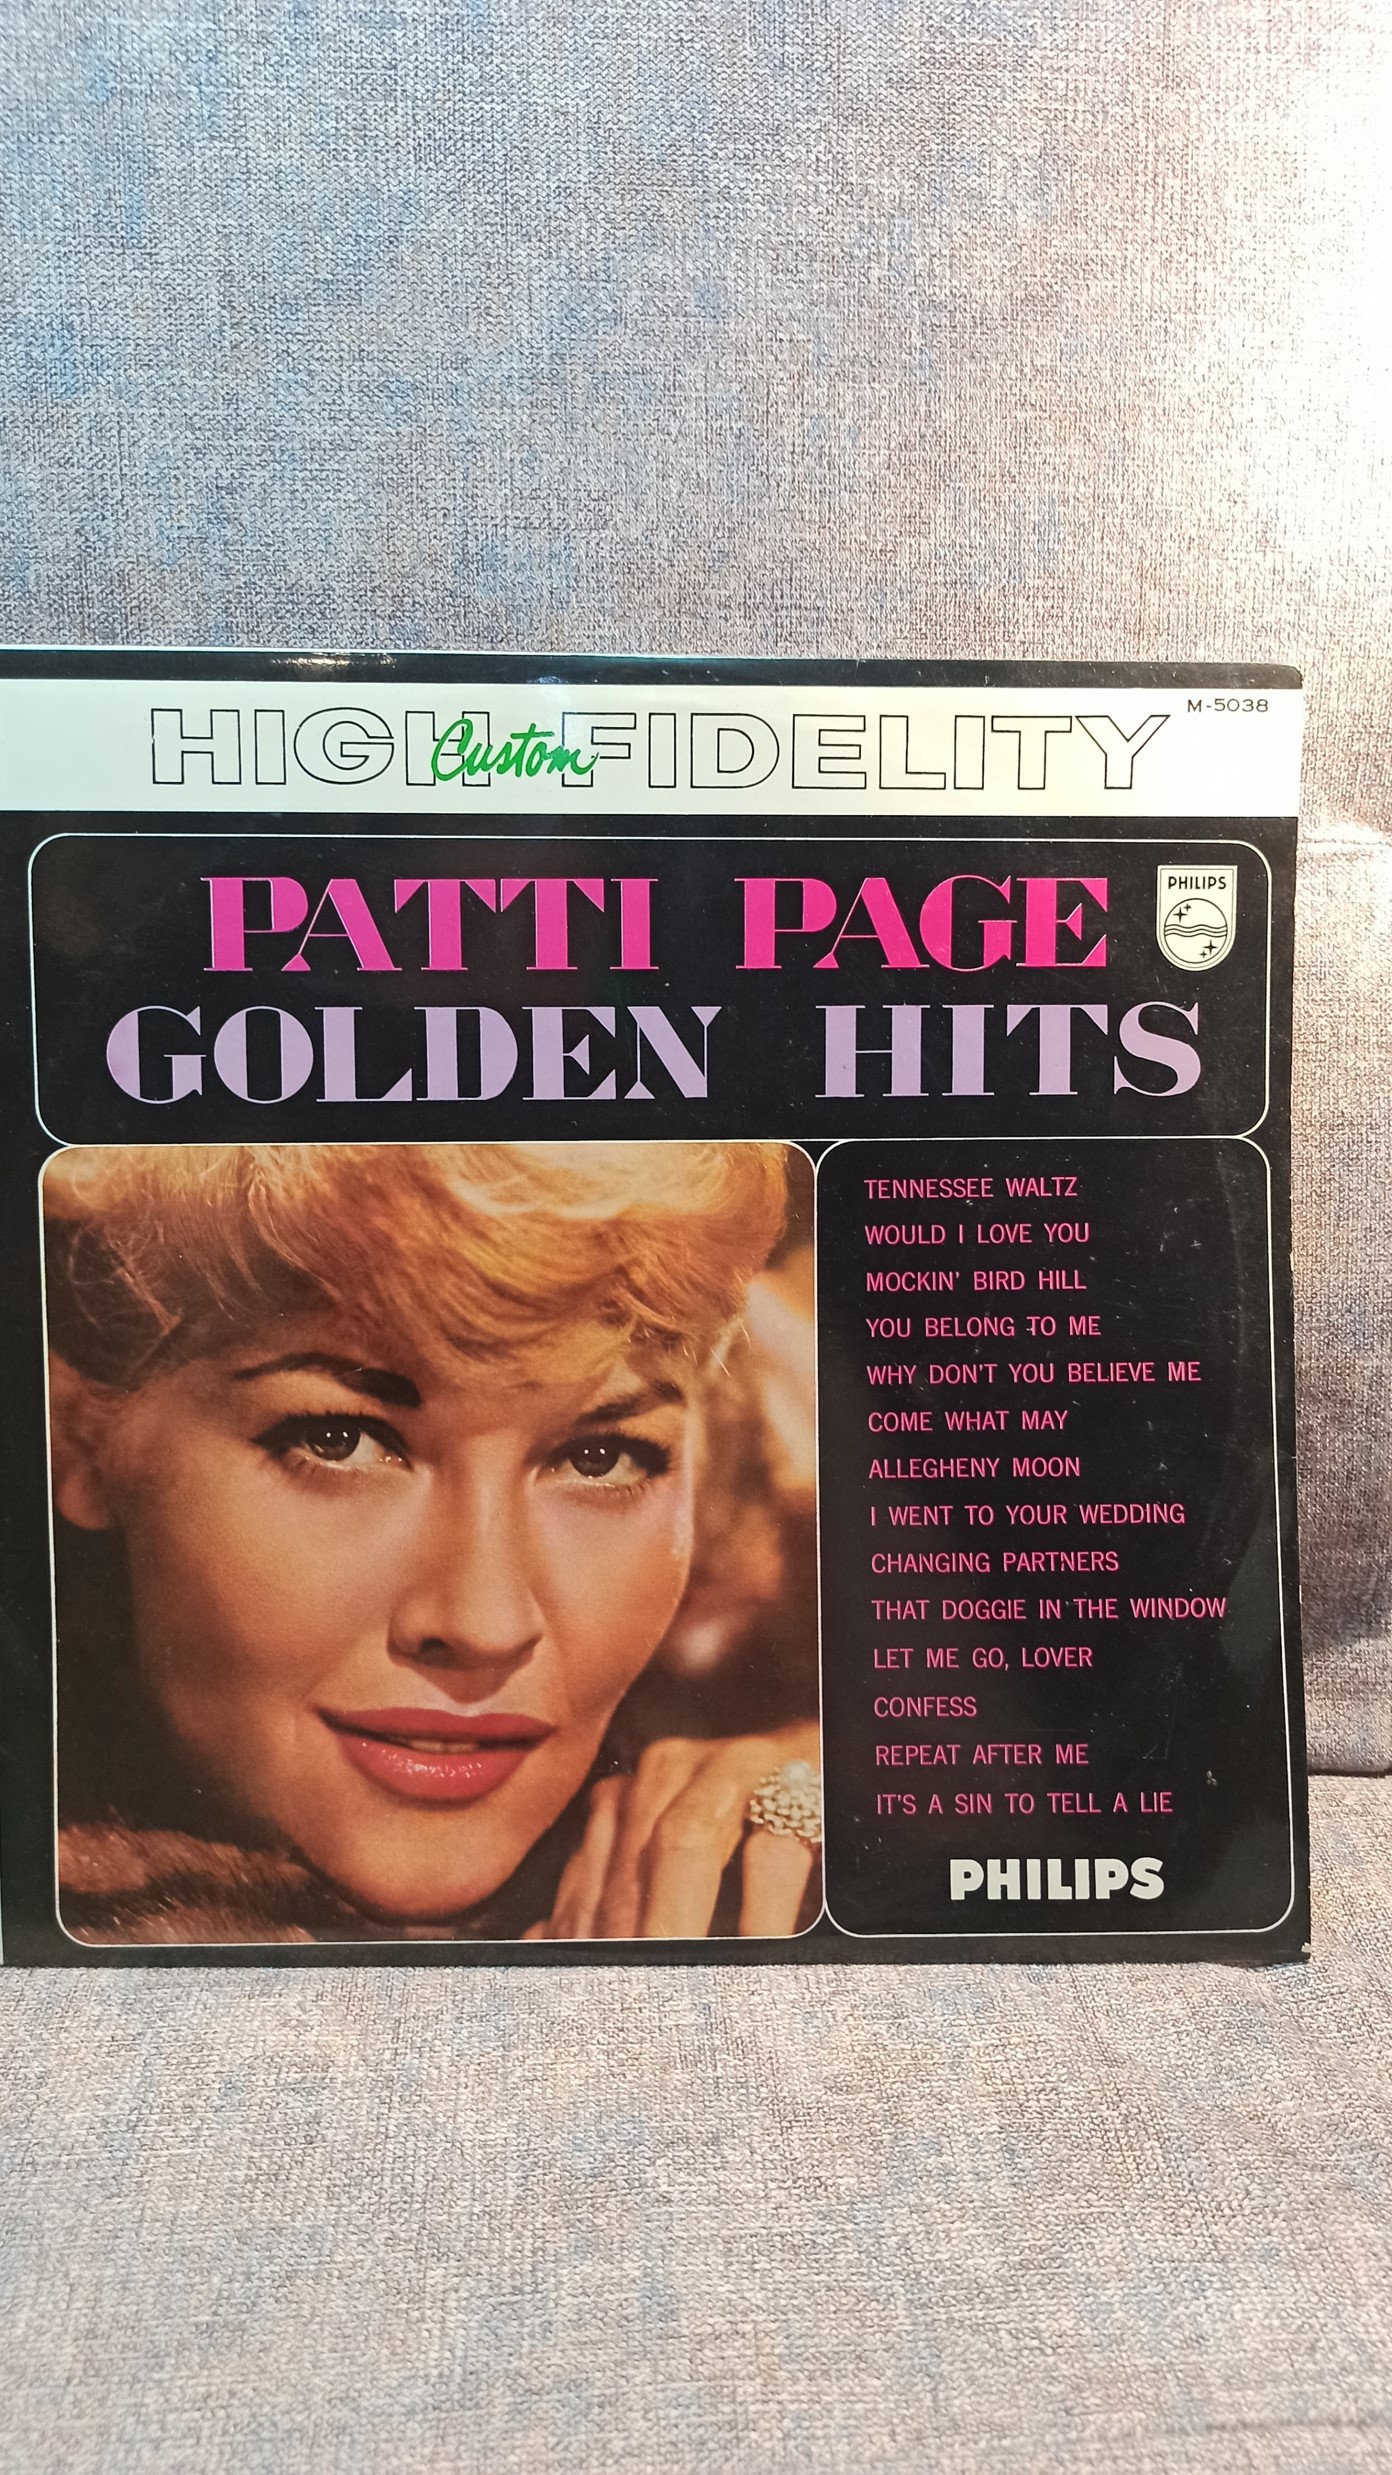 M-5038
HIGH Custom FIDELITY
PATTI PAGE
PHILIPS
GOLDEN HITS
TENNESSEE WALTZ
WOULD I LOVE YOU
MOCKIN' BIRD HILL
YOU BELONG TO ME
WHY DON'T YOU BELIEVE ME
COME WHAT MAY
ALLEGHENY MOON
I WENT TO YOUR WEDDING
CHANGING PARTNERS
THAT DOGGIE IN THE WINDOW
LET ME GO, LOVER
CONFESS
REPEAT AFTER ME
IT'S A SIN TO TELL A LIE
PHILIPS